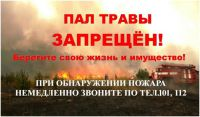 ПАЛ ТРАВЫ
ЗАПРЕЩЁН!
Берегите свою жизнь и имущество!
ПРИ ОБНАРУЖЕНИИ ПОЖАРА
НЕМЕДЛЕННО ЗВОНИТЕ ПО ТЕЛ.101, 112